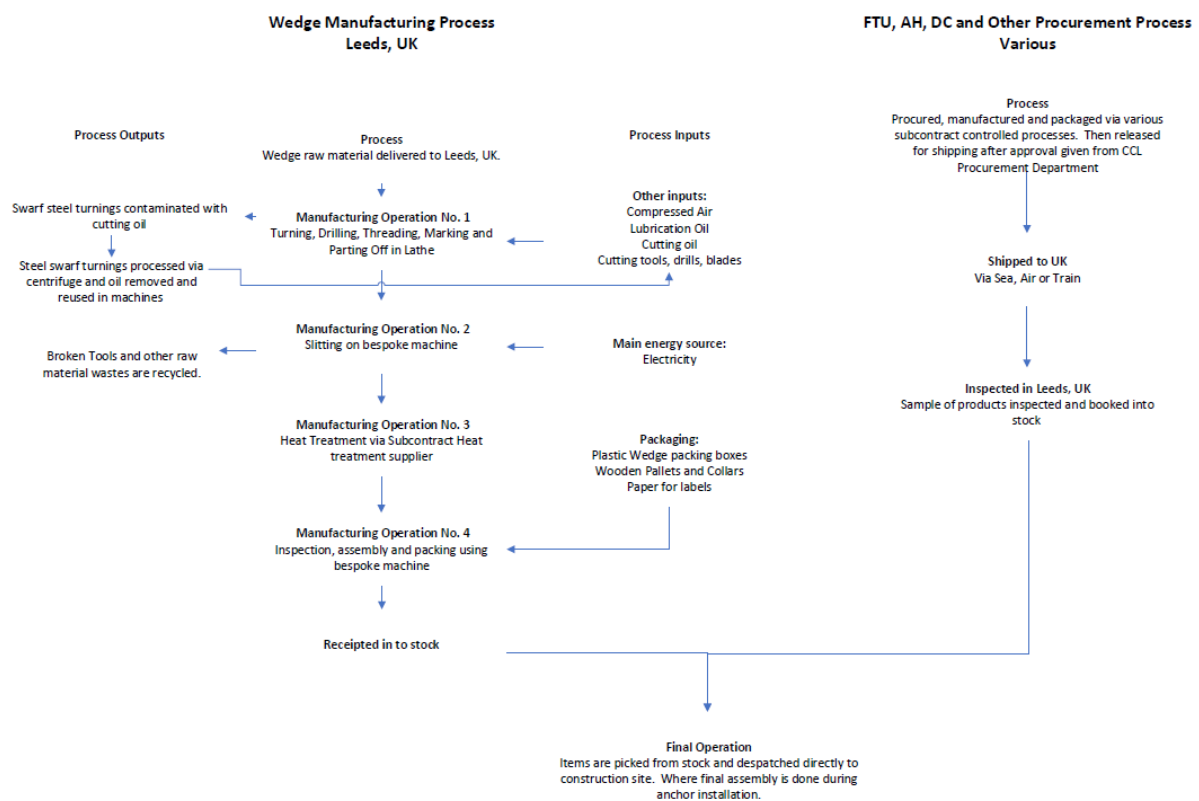 Wedge Manufacturing Process
Leeds, UK
FTU, AH, DC and Other Procurement Process
Various
Process Outputs
Process
Wedge raw material delivered to Leeds, UK.
Process Inputs
Process
Procured, manufactured and packaged via various
subcontract controlled processes. Then released
for shipping after approval given from CCL
Procurement Department
Swarf steel turnings contaminated with
cutting oil
Manufacturing Operation No. 1
Turning, Drilling, Threading, Marking and
Parting Off in Lathe
Other inputs:
Compressed Air
Lubrication Oil
Cutting oil
Cutting tools, drills, blades
Steel swarf turnings processed via
centrifuge and oil removed and
reused in machines
Shipped to UK
Via Sea, Air or Train
Manufacturing Operation No. 2
Slitting on bespoke machine
Main energy source:
Electricity
Broken Tools and other raw
material wastes are recycled.
Inspected in Leeds, UK
Sample of products inspected and booked into
stock
Manufacturing Operation No. 3
Heat Treatment via Subcontract Heat
treatment supplier
Packaging:
Plastic Wedge packing boxes
Wooden Pallets and Collars
Paper for labels
Manufacturing Operation No. 4
Inspection, assembly and packing using
bespoke machine
Receipted in to stock
Final Operation
Items are picked from stock and despatched directly to
construction site. Where final assembly is done during
anchor installation.